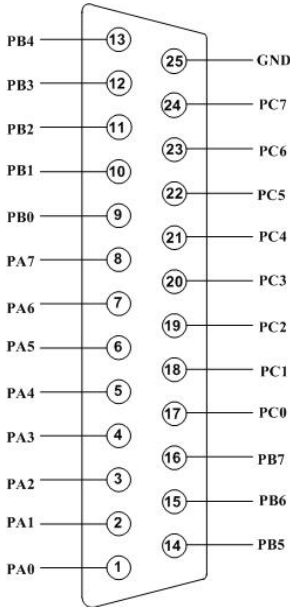 PB4 13
25 GND
PB3 12
24 PC7
PB2 11
23 PC6
PB1 10
22 PC5
PB0 9
21 PC4
PA7 8
20 PC3
PA6 7
19 PC2
PA5 6
18 PC1
PA4 5
17 PC0
PA3 4
16 PB7
PA2 3
15 PB6
PA1 2
14 PB5
PA0 1